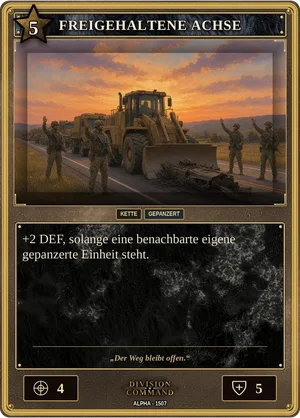 5
FREIGEHALTENE ACHSE
KETTE GEPANZERT
+2 DEF, solange eine benachbarte eigene
gepanzerte Einheit steht.
„Der Weg bleibt offen.“
4
DIVISION
COMMAND
ALPHA - 1507
5